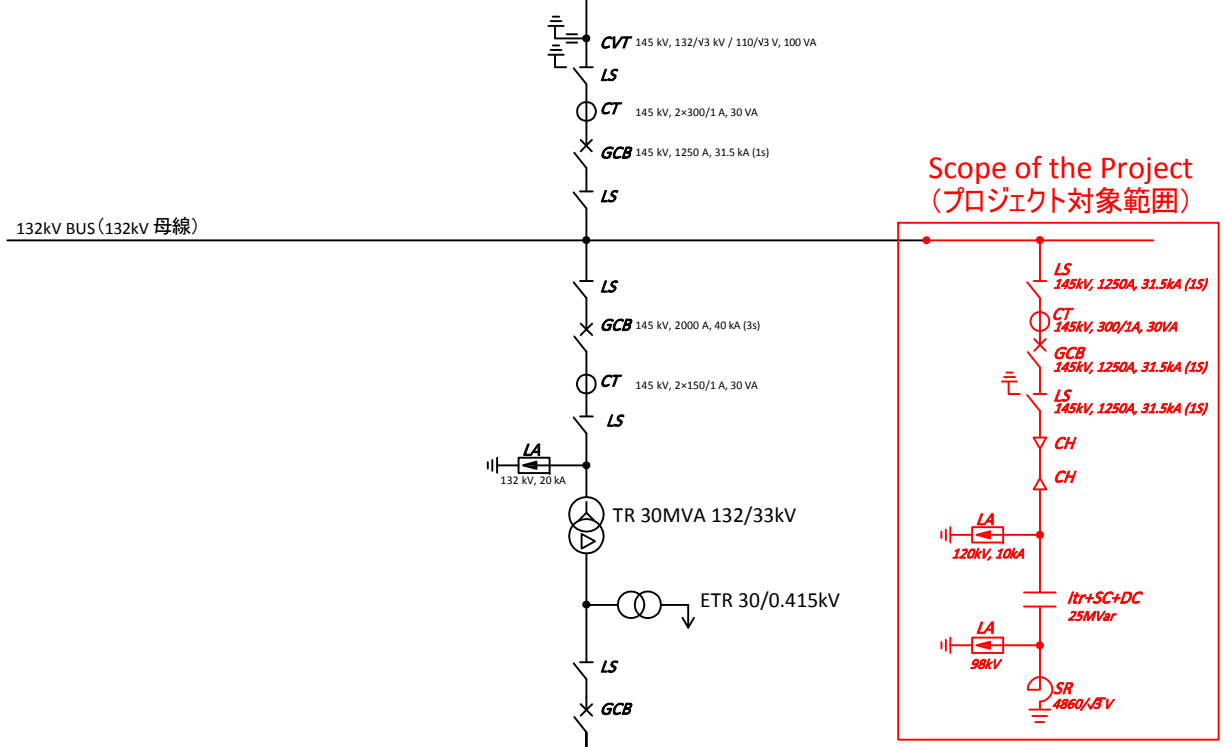 CVT 145 kV, 132/√3 kV / 110/√3 V, 100 VA
LS
CT 145 kV, 2×300/1 A, 30 VA
GCB 145 kV, 1250 A, 31.5 kA (1s)
LS
132kV BUS（132kV 母線）
LS
GCB 145 kV, 2000 A, 40 kA (3s)
CT 145 kV, 2×150/1 A, 30 VA
LS
LA
132 kV, 20 kA
TR 30MVA 132/33kV
ETR 30/0.415kV
LS
GCB
Scope of the Project
（プロジェクト対象範囲）
LS
145kV, 1250A, 31.5kA (1S)
CT
145kV, 300/1A, 30VA
GCB
145kV, 1250A, 31.5kA (1S)
LS
145kV, 1250A, 31.5kA (1S)
CH
CH
LA
120kV, 10kA
Itr+SC+DC
25MVar
LA
98kV
SR
4860/√3 V